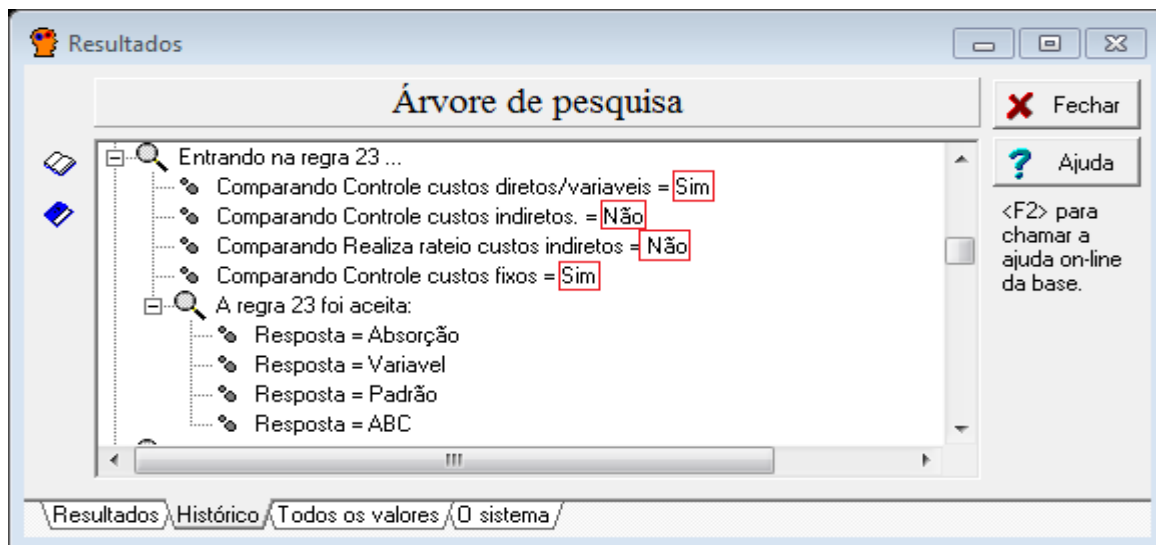 Resultados
Árvore de pesquisa
Fechar
Ajuda
<F2> para
chamar a
ajuda on-line
da base.
Entrando na regra 23 ...
Comparando Controle custos diretos/variaveis = Sim
Comparando Controle custos indiretos. = Não
Comparando Realiza rateio custos indiretos = Não
Comparando Controle custos fixos = Sim
A regra 23 foi aceita:
Resposta = Absorção
Resposta = Variavel
Resposta = Padrão
Resposta = ABC
Resultados Histórico Todos os valores O sistema